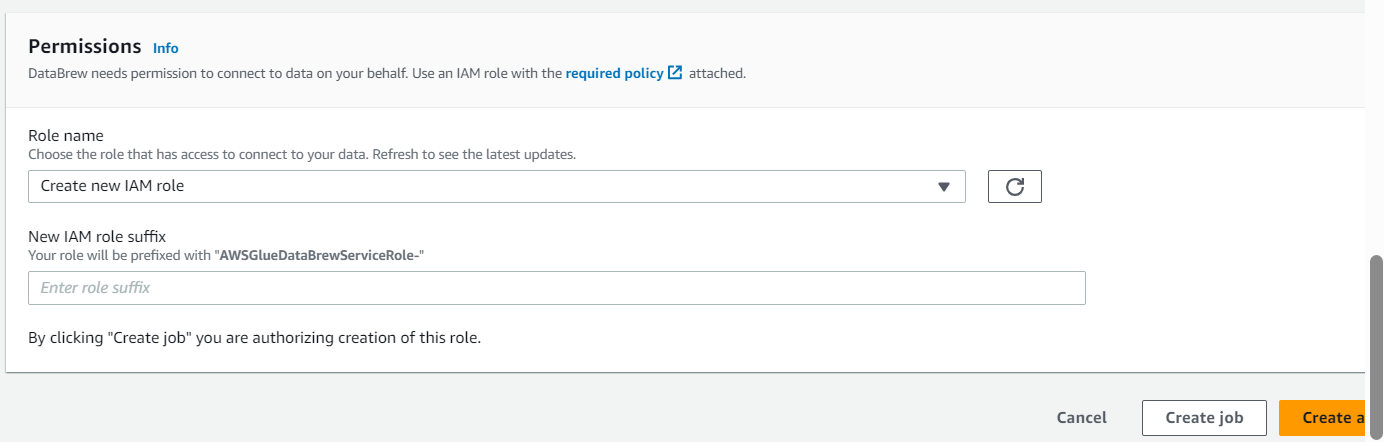 Permissions Info
DataBrew needs permission to connect to data on your behalf. Use an IAM role with the required policy attached.
Role name
Choose the role that has access to connect to your data. Refresh to see the latest updates.
Create new IAM role
New IAM role suffix
Your role will be prefixed with "AWSGlueDataBrewServiceRole-"
Enter role suffix
By clicking "Create job" you are authorizing creation of this role.
Cancel Create job Create a